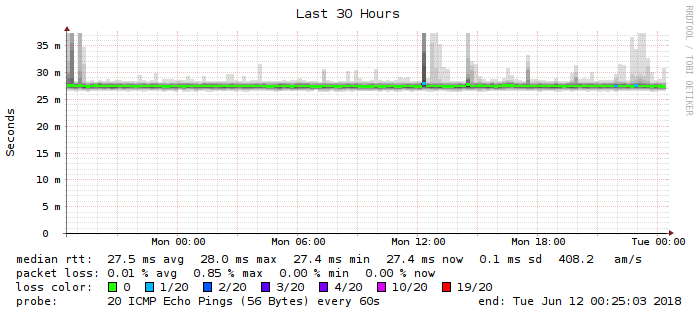 Last 30 Hours
RRDTOOL / TOBI OETIKER
Seconds
35 m
30 m
25 m
20 m
15 m
10 m
5 m
0
Mon 00:00 Mon 06:00 Mon 12:00 Mon 18:00 Tue 00:00
median rtt: 27.5 ms avg 28.0 ms max 27.4 ms min 27.4 ms now 0.1 ms sd 408.2 am/s
packet loss: 0.01 % avg 0.85 % max 0.00 % min 0.00 % now
loss color: 0 1/20 2/20 3/20 4/20 10/20 19/20
probe: 20 ICMP Echo Pings (56 Bytes) every 60s end: Tue Jun 12 00:25:03 2018